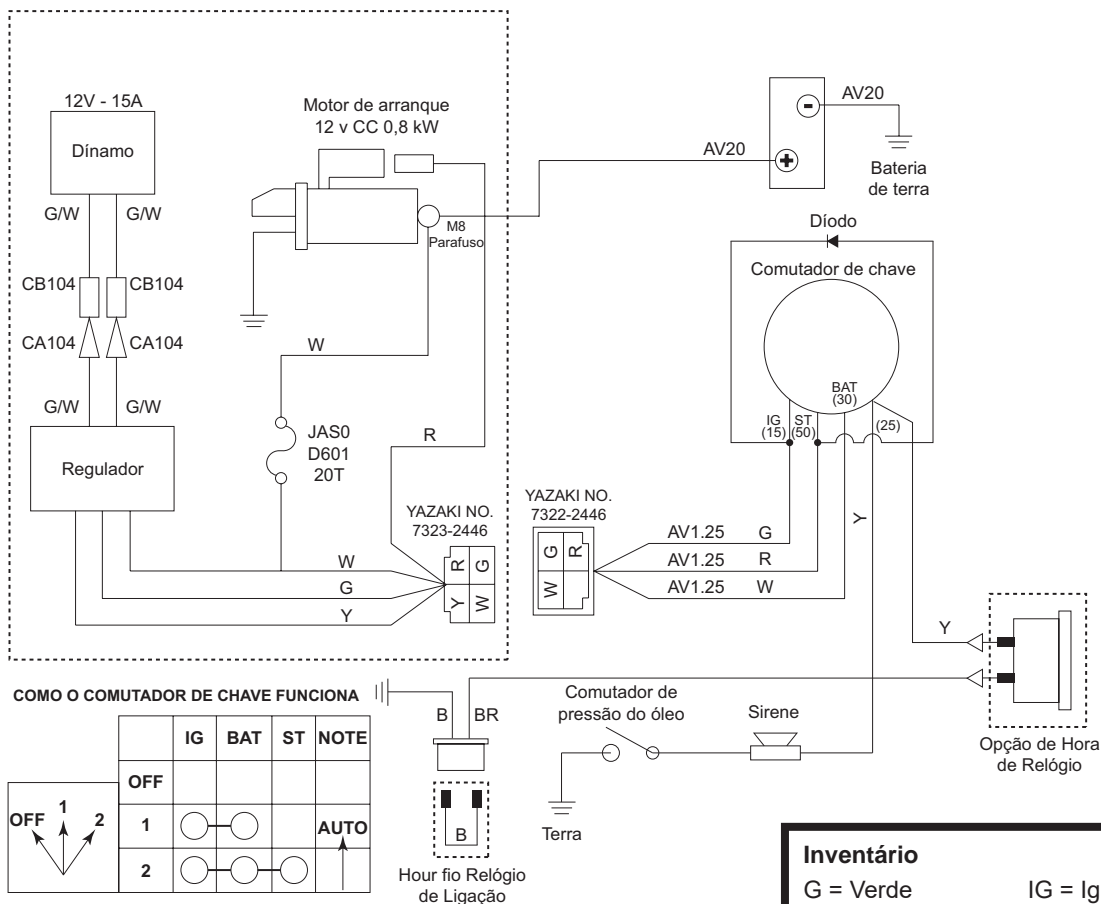 12V - 15A
Dínamo
G/W
G/W
CB104
CB104
CA104
CA104
G/W
G/W
Regulador
Motor de arranque
12 v CC 0,8 kW
M8
Parafuso
W
JAS0
D601
20T
R
YAZAKI NO.
7323-2446
R
G
Y
W
W
G
Y
AV20
AV20
Bateria
de terra
Díodo
Comutador de chave
BAT
(30)
IG
(15)
ST
(50)
(25)
Y
YAZAKI NO.
7322-2446
G
R
W
AV1.25 G
AV1.25 R
AV1.25 W
Y
Opção de Hora
de Relógio
Comutador de
pressão do óleo
Sirene
Terra
B
BR
B
Hour fio Relógio
de Ligação
COMO O COMUTADOR DE CHAVE FUNCIONA
OFF
1
2
IG BAT ST NOTE
OFF
1 AUTO
2
Inventário
G = Verde IG = Ig